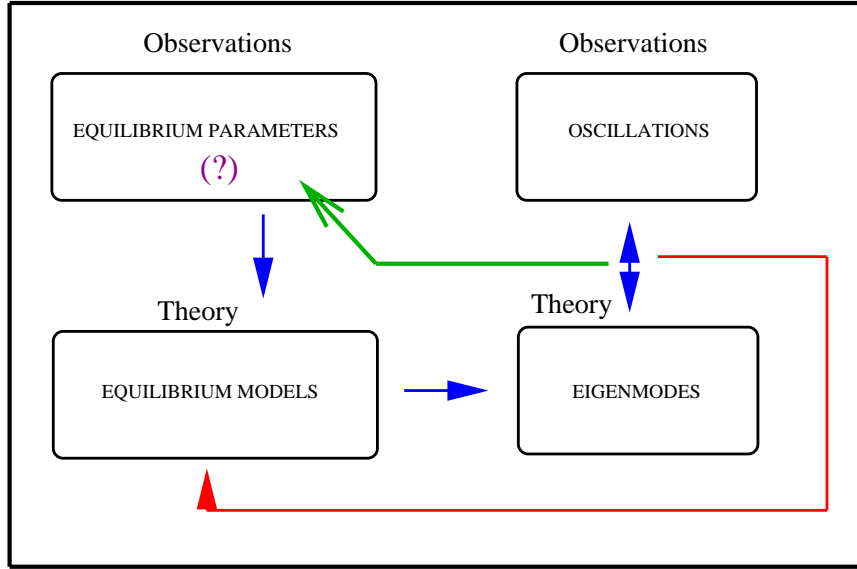 Observations
Observations
EQUILIBRIUM PARAMETERS
(?)
OSCILLATIONS
Theory
Theory
EQUILIBRIUM MODELS
EIGENMODES